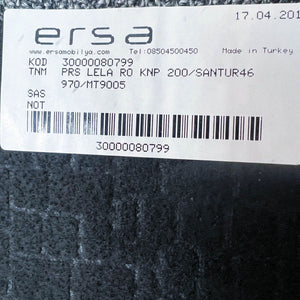 ersa
17.04.201
www.ersamobilya.com Tel:08504500450 Made in Turkey
KOD 30000080799
TNM PRS LELA RO KNP 200/SANTUR46
970/MT9005
SAS
NOT
30000080799